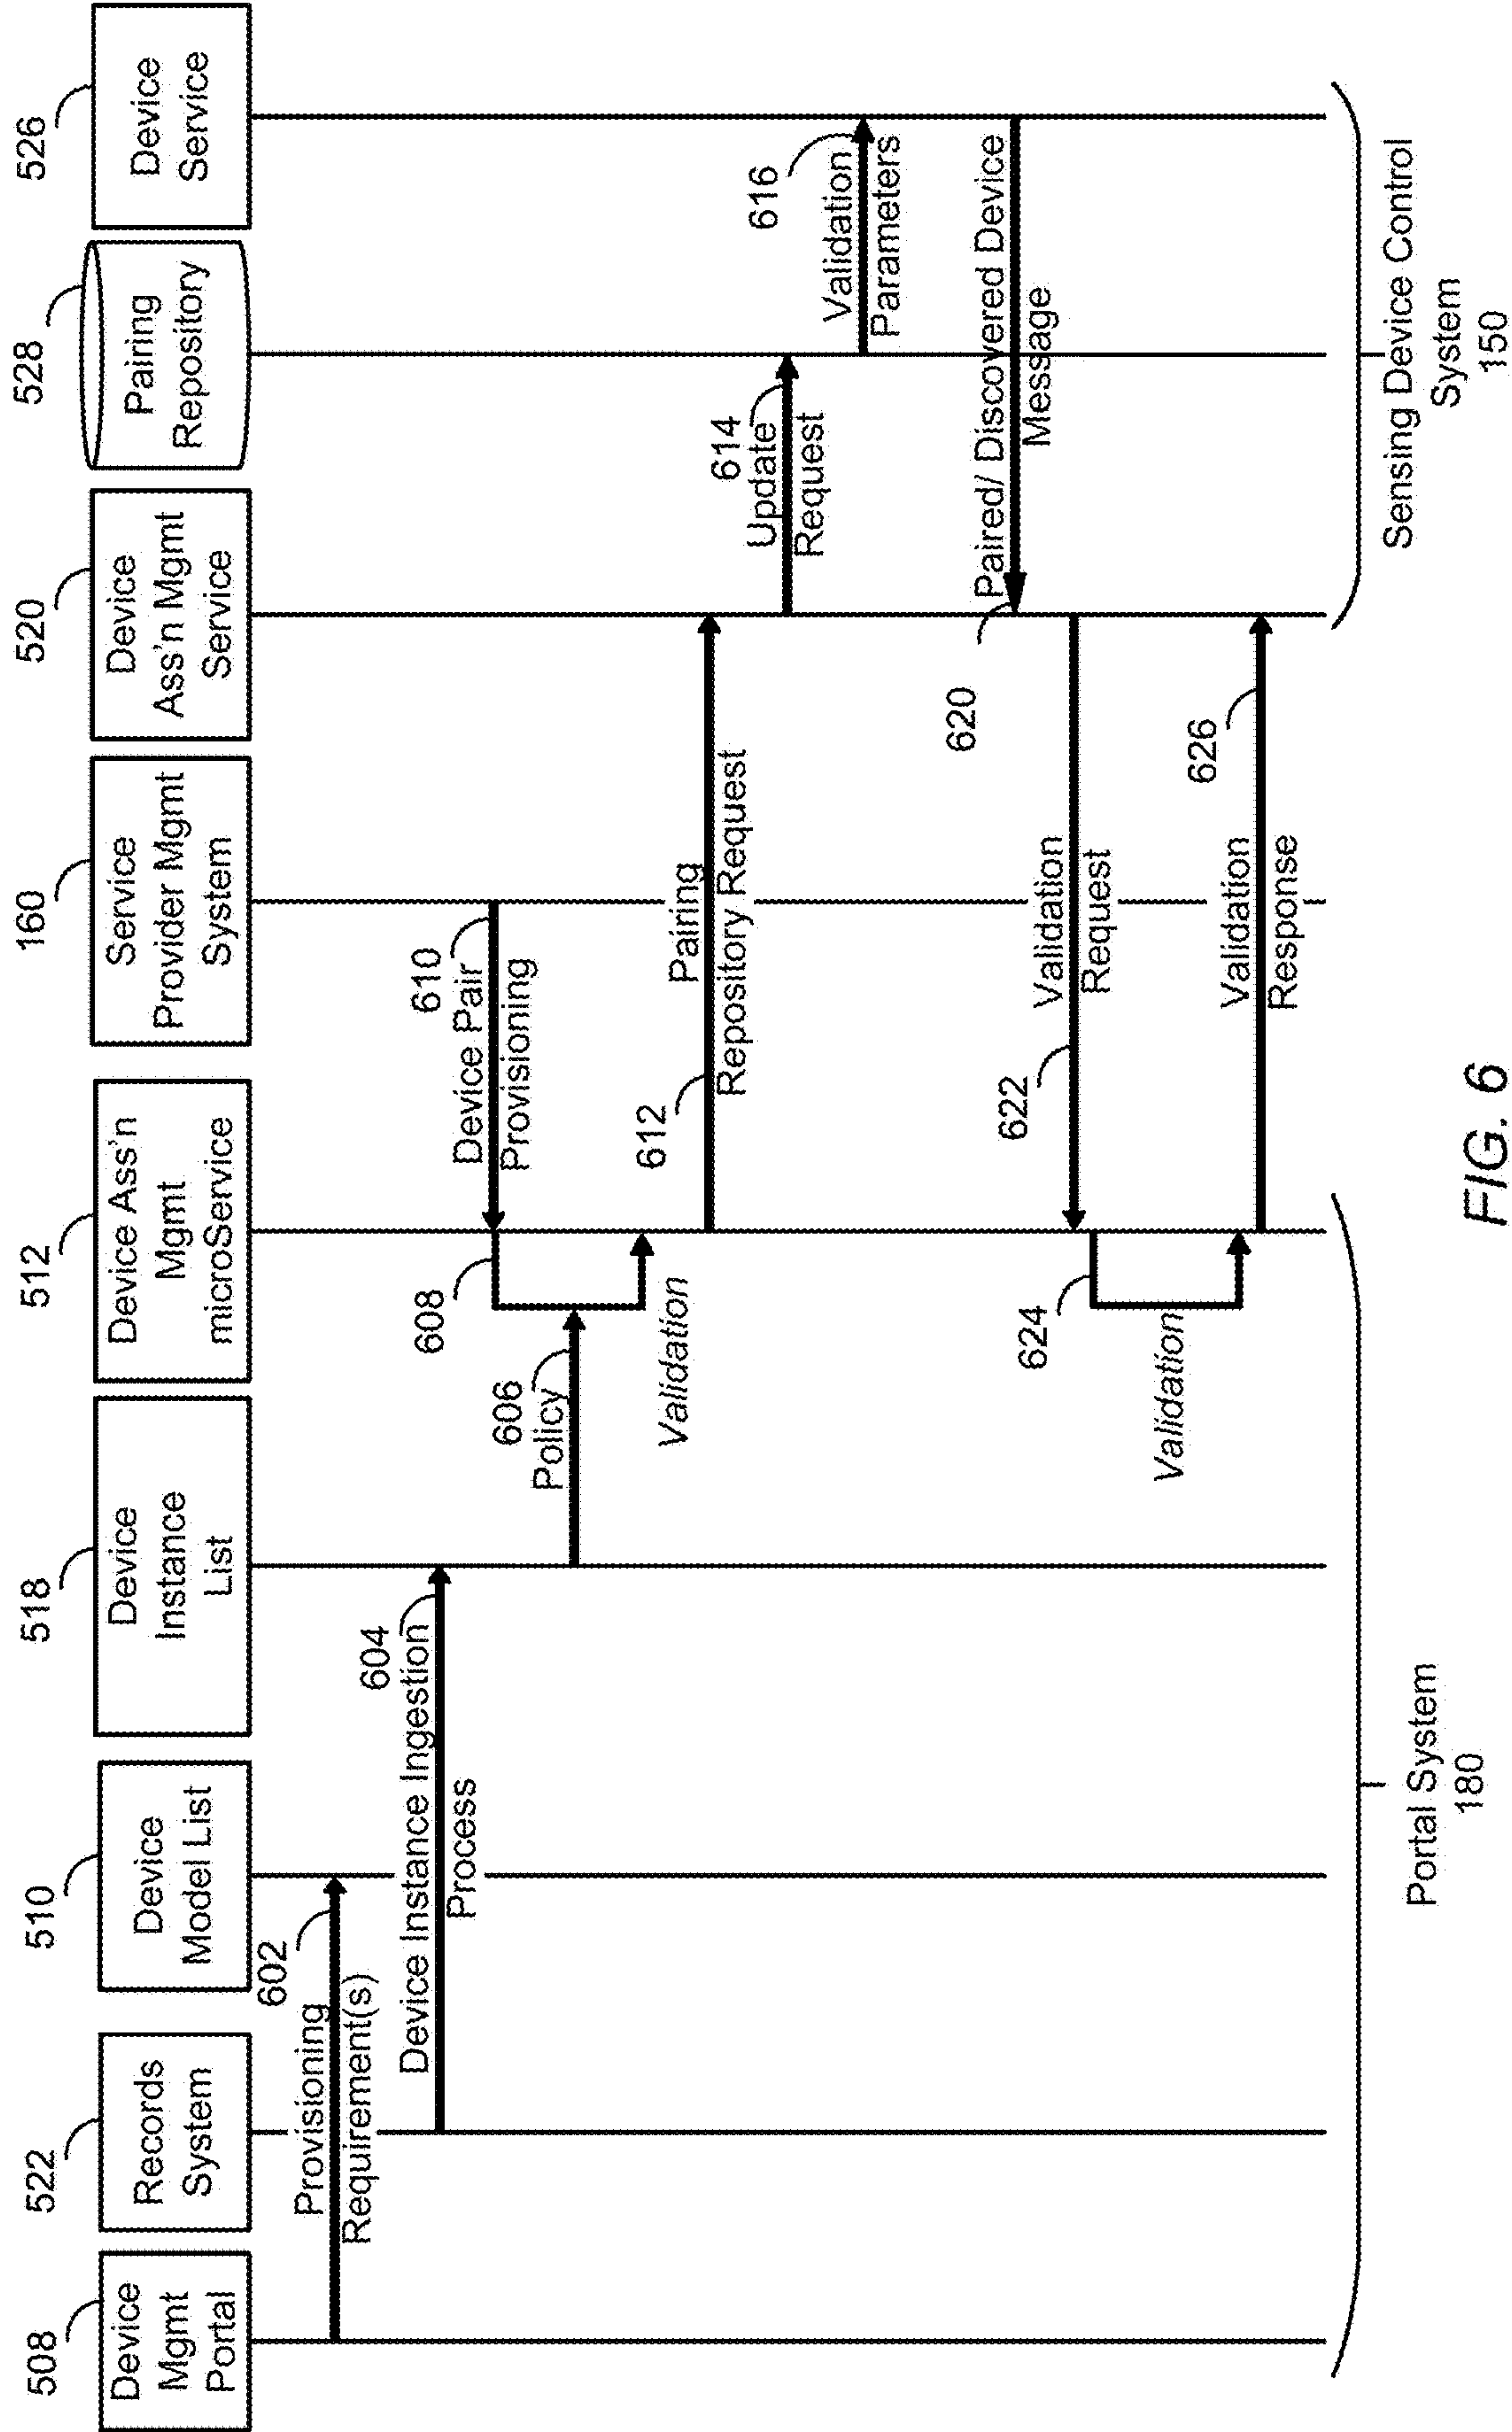 508
Device
Mgmt
Portal
522
Records
System
510
Device
Model List
518
Device
Instance
List
512
Device Ass'n
Mgmt
microService
160
Service
Provider Mgmt
System
520
Device
Ass'n Mgmt
Service
528
Pairing
Repository
526
Device
Service
602
Provisioning
Requirement(s)
604
Device Instance Ingestion
Process
610
Device Pair
Provisioning
608
606
Policy
Validation
612
Pairing
Repository Request
614
Update
Request
616
Validation
Parameters
620
Paired/ Discovered Device
Message
622
Validation
Request
624
Validation
626
Validation
Response
Portal System
180
Sensing Device Control
System
150
FIG. 6